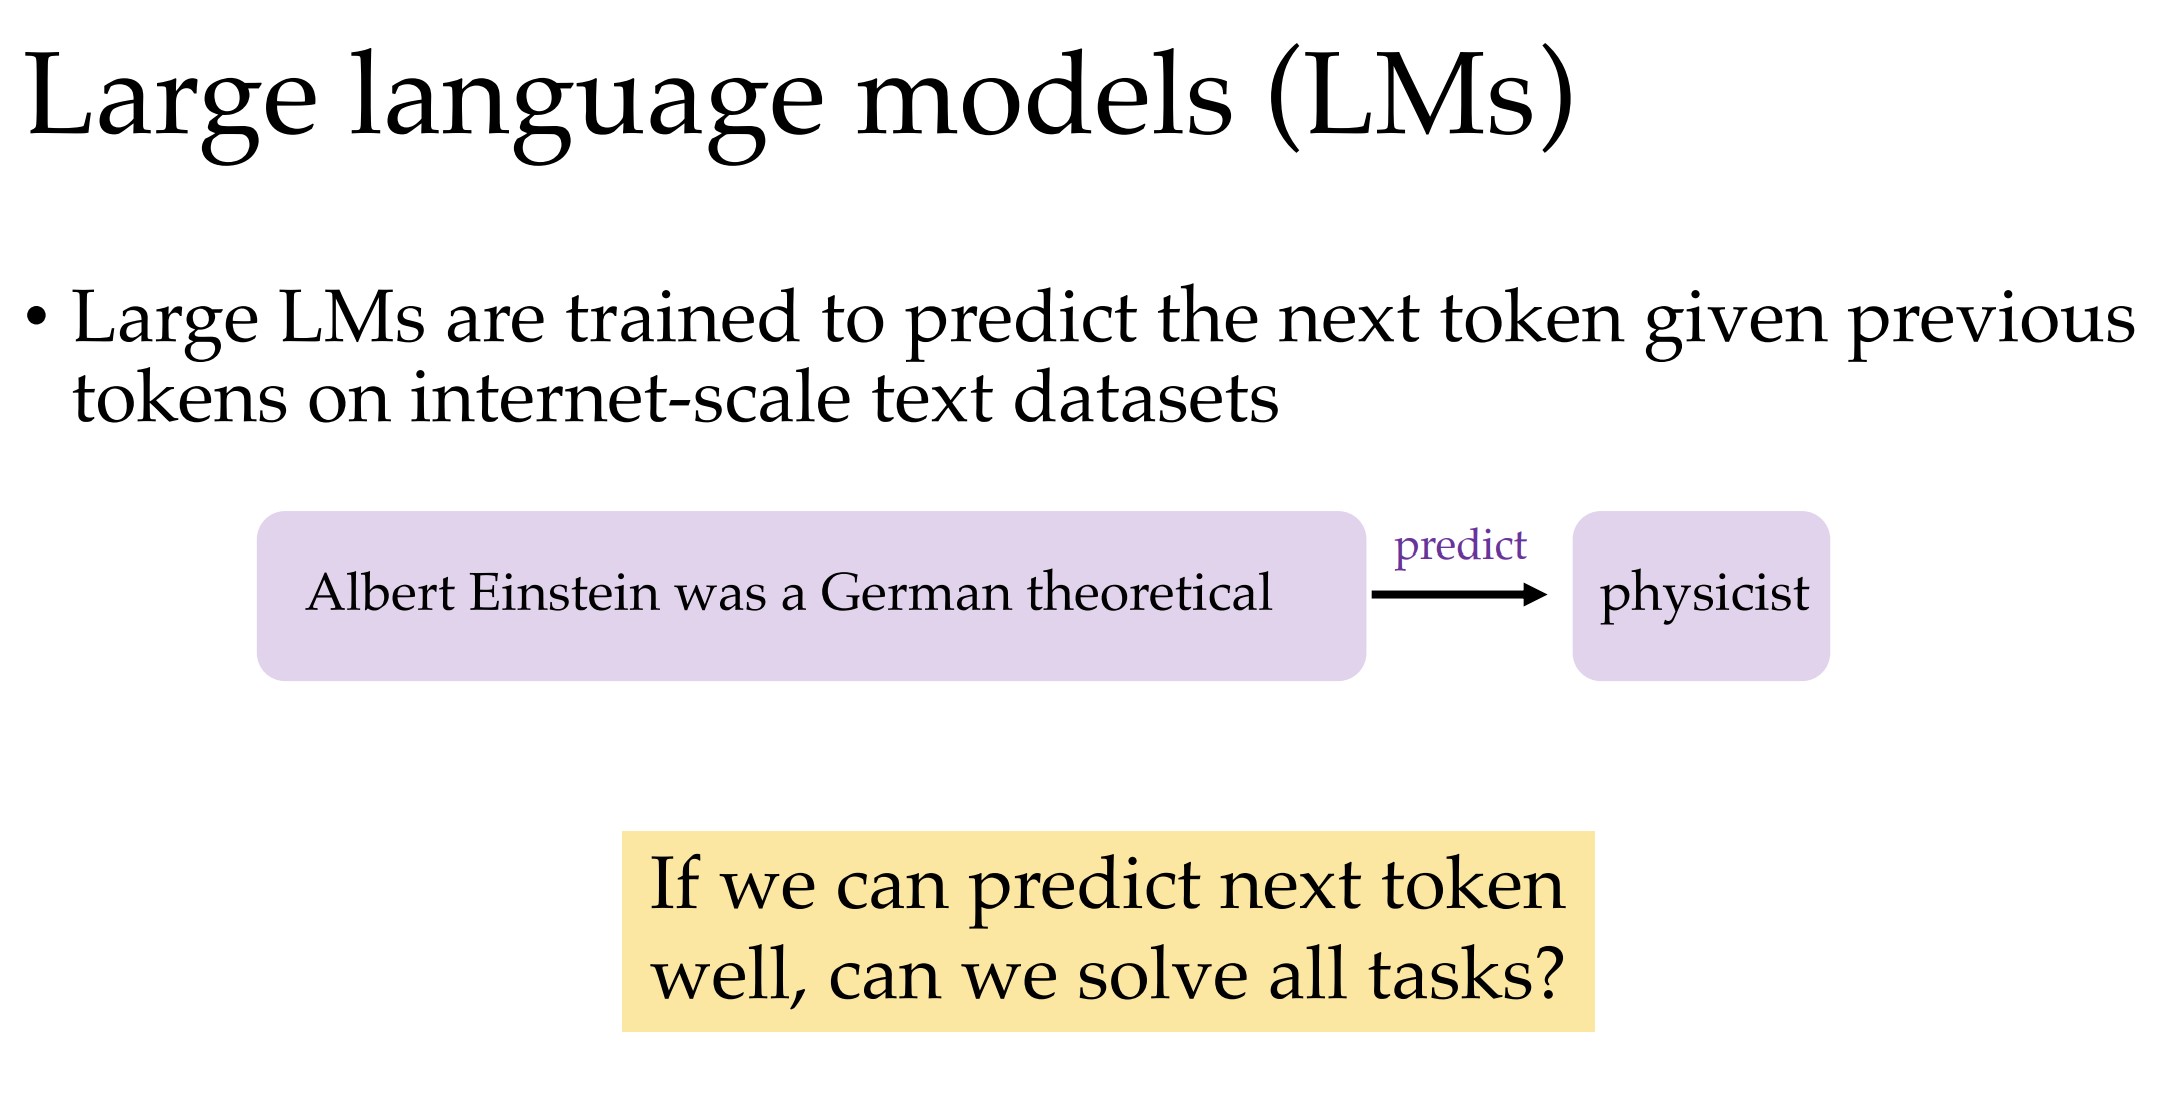 Large language models (LMs)
• Large LMs are trained to predict the next token given previous
tokens on internet-scale text datasets
Albert Einstein was a German theoretical
predict
physicist
If we can predict next token
well, can we solve all tasks?